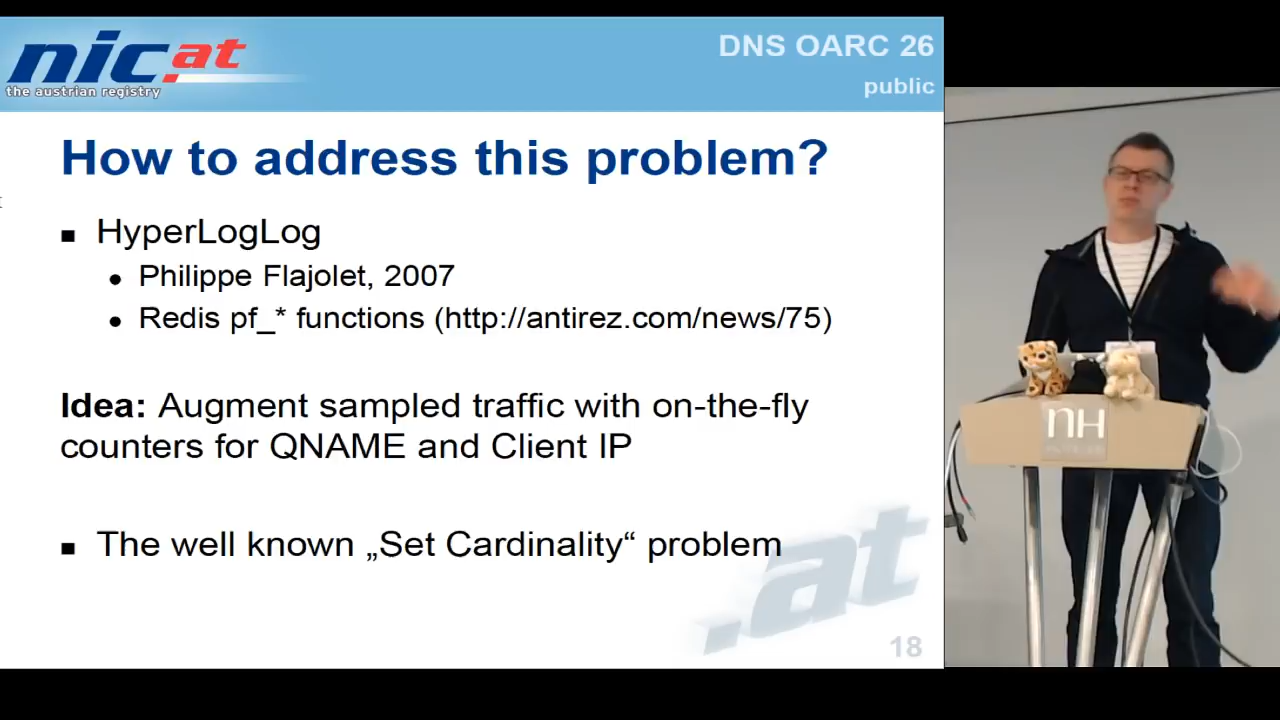 nic.at
the austrian registry
DNS OARC 26
public
How to address this problem?
HyperLogLog
Philippe Flajolet, 2007
Redis pf_* functions (http://antirez.com/news/75)
Idea: Augment sampled traffic with on-the-fly
counters for QNAME and Client IP
The well known „Set Cardinality“ problem
.at
18
NH